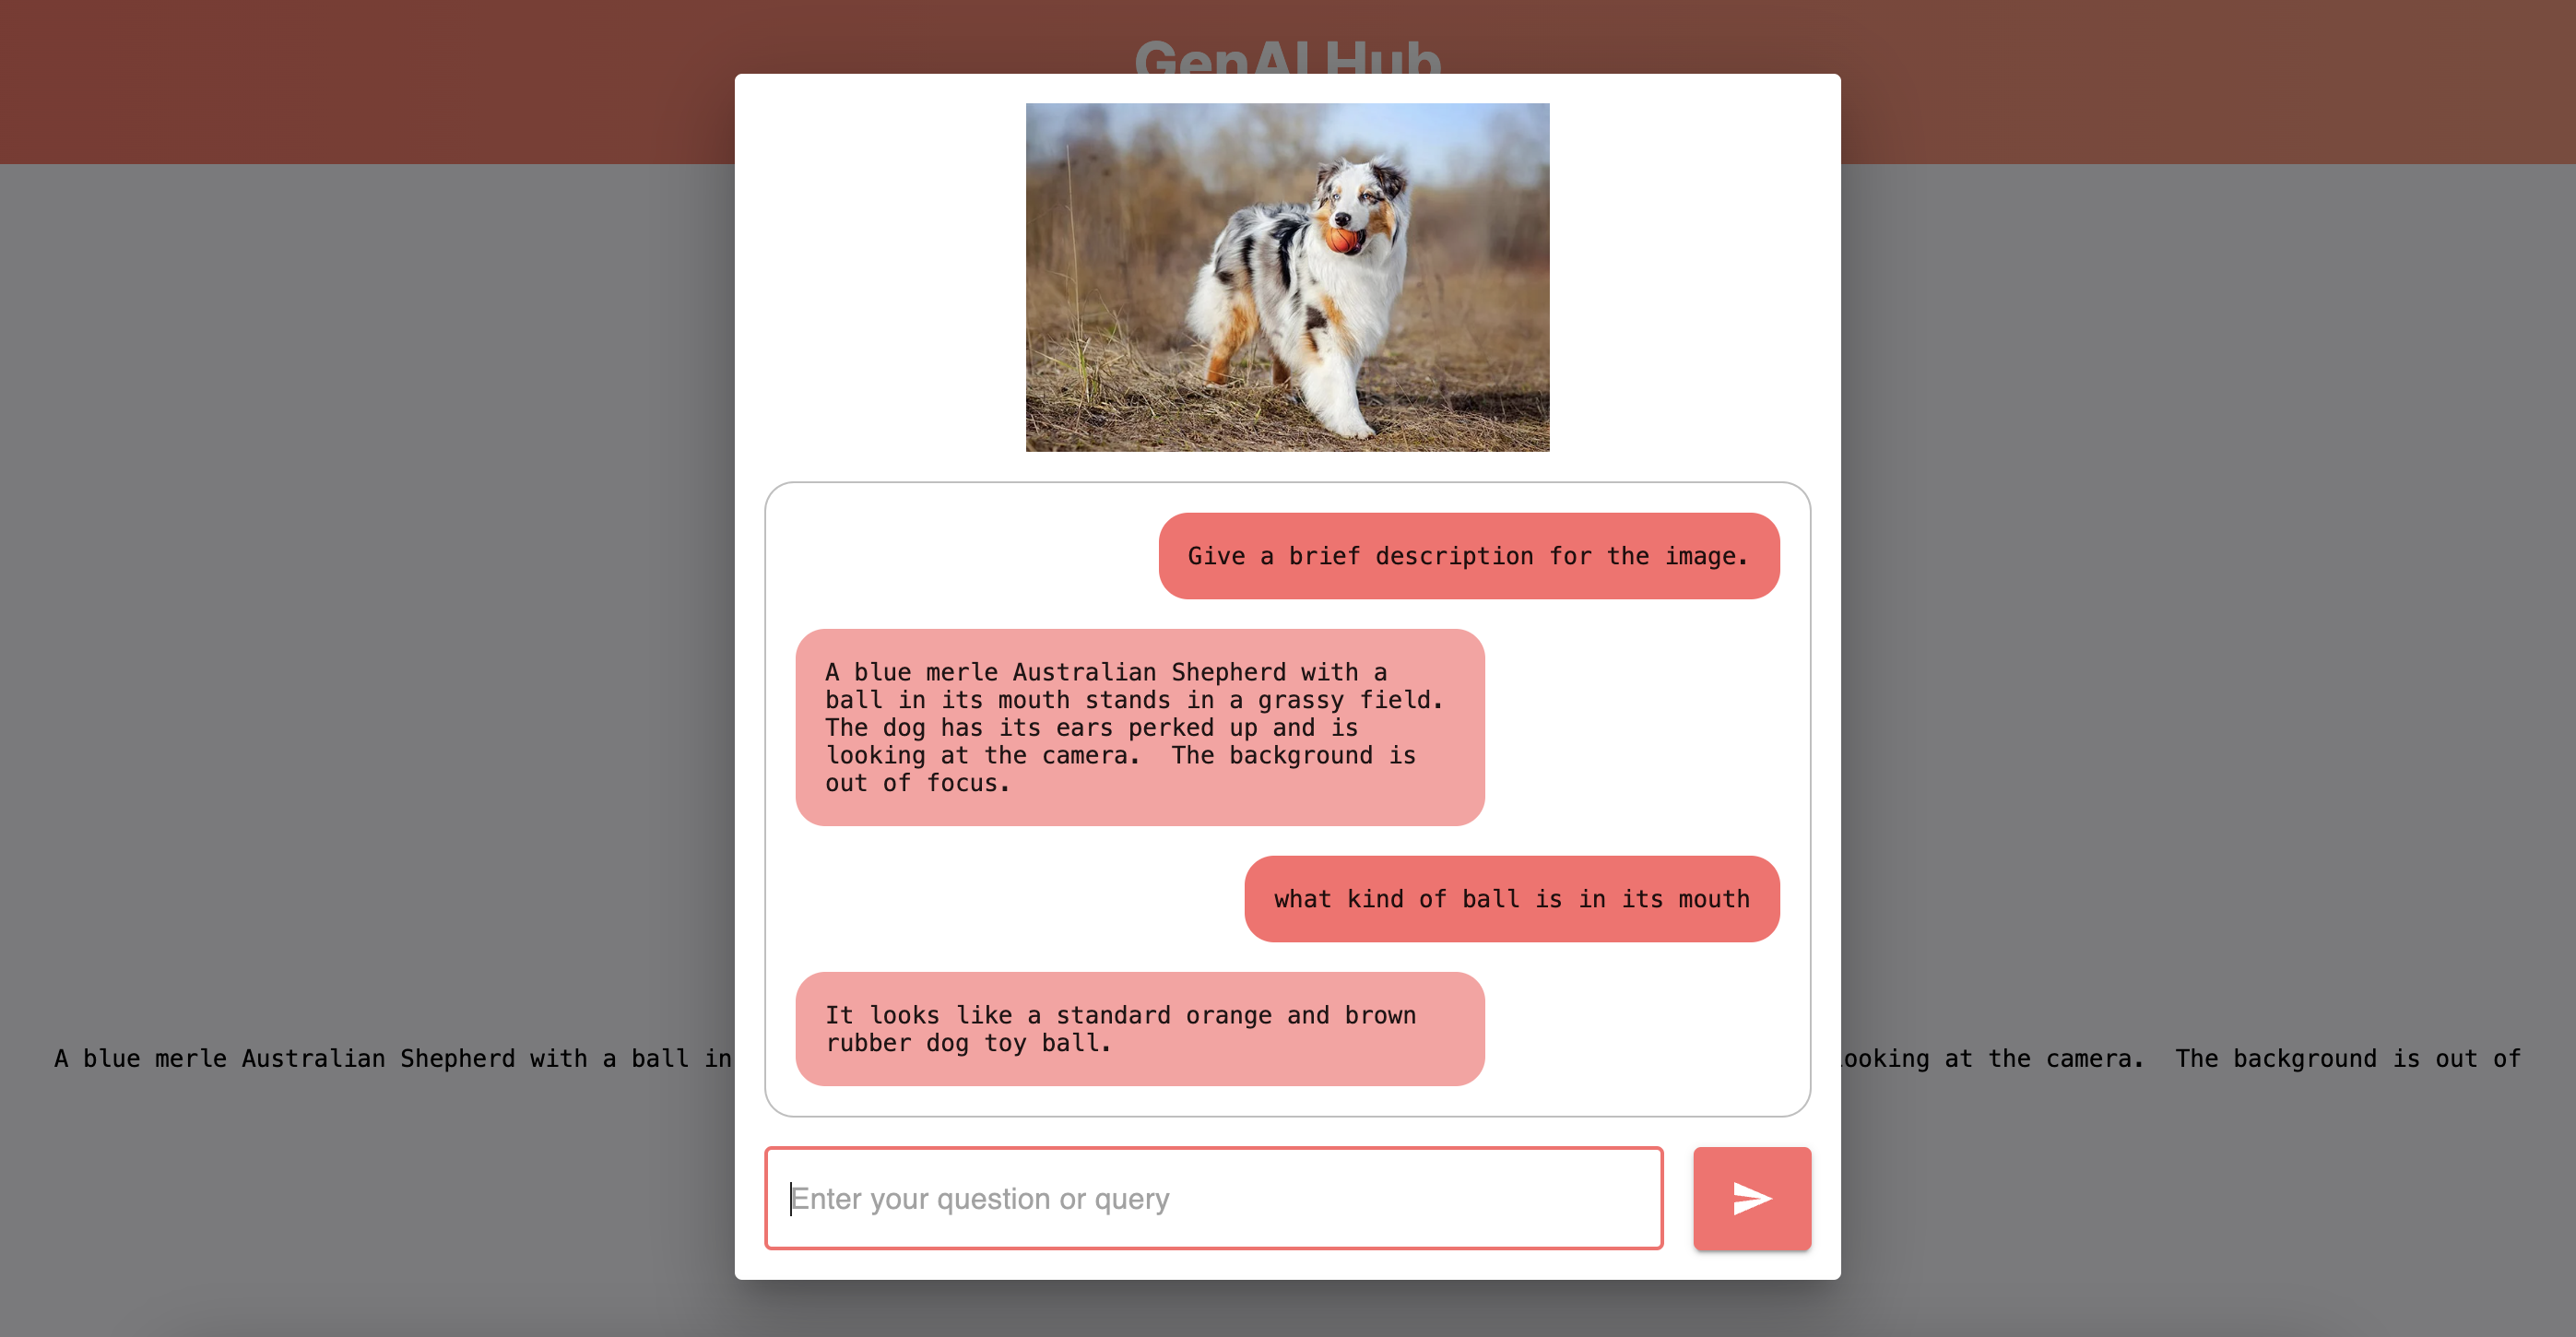 GenAI Hub
Give a brief description for the image.
A blue merle Australian Shepherd with a
ball in its mouth stands in a grassy field.
The dog has its ears perked up and is
looking at the camera.  The background is
out of focus.
what kind of ball is in its mouth
It looks like a standard orange and brown
rubber dog toy ball.
A blue merle Australian Shepherd with a ball in
ooking at the camera.  The background is out of
Enter your question or query